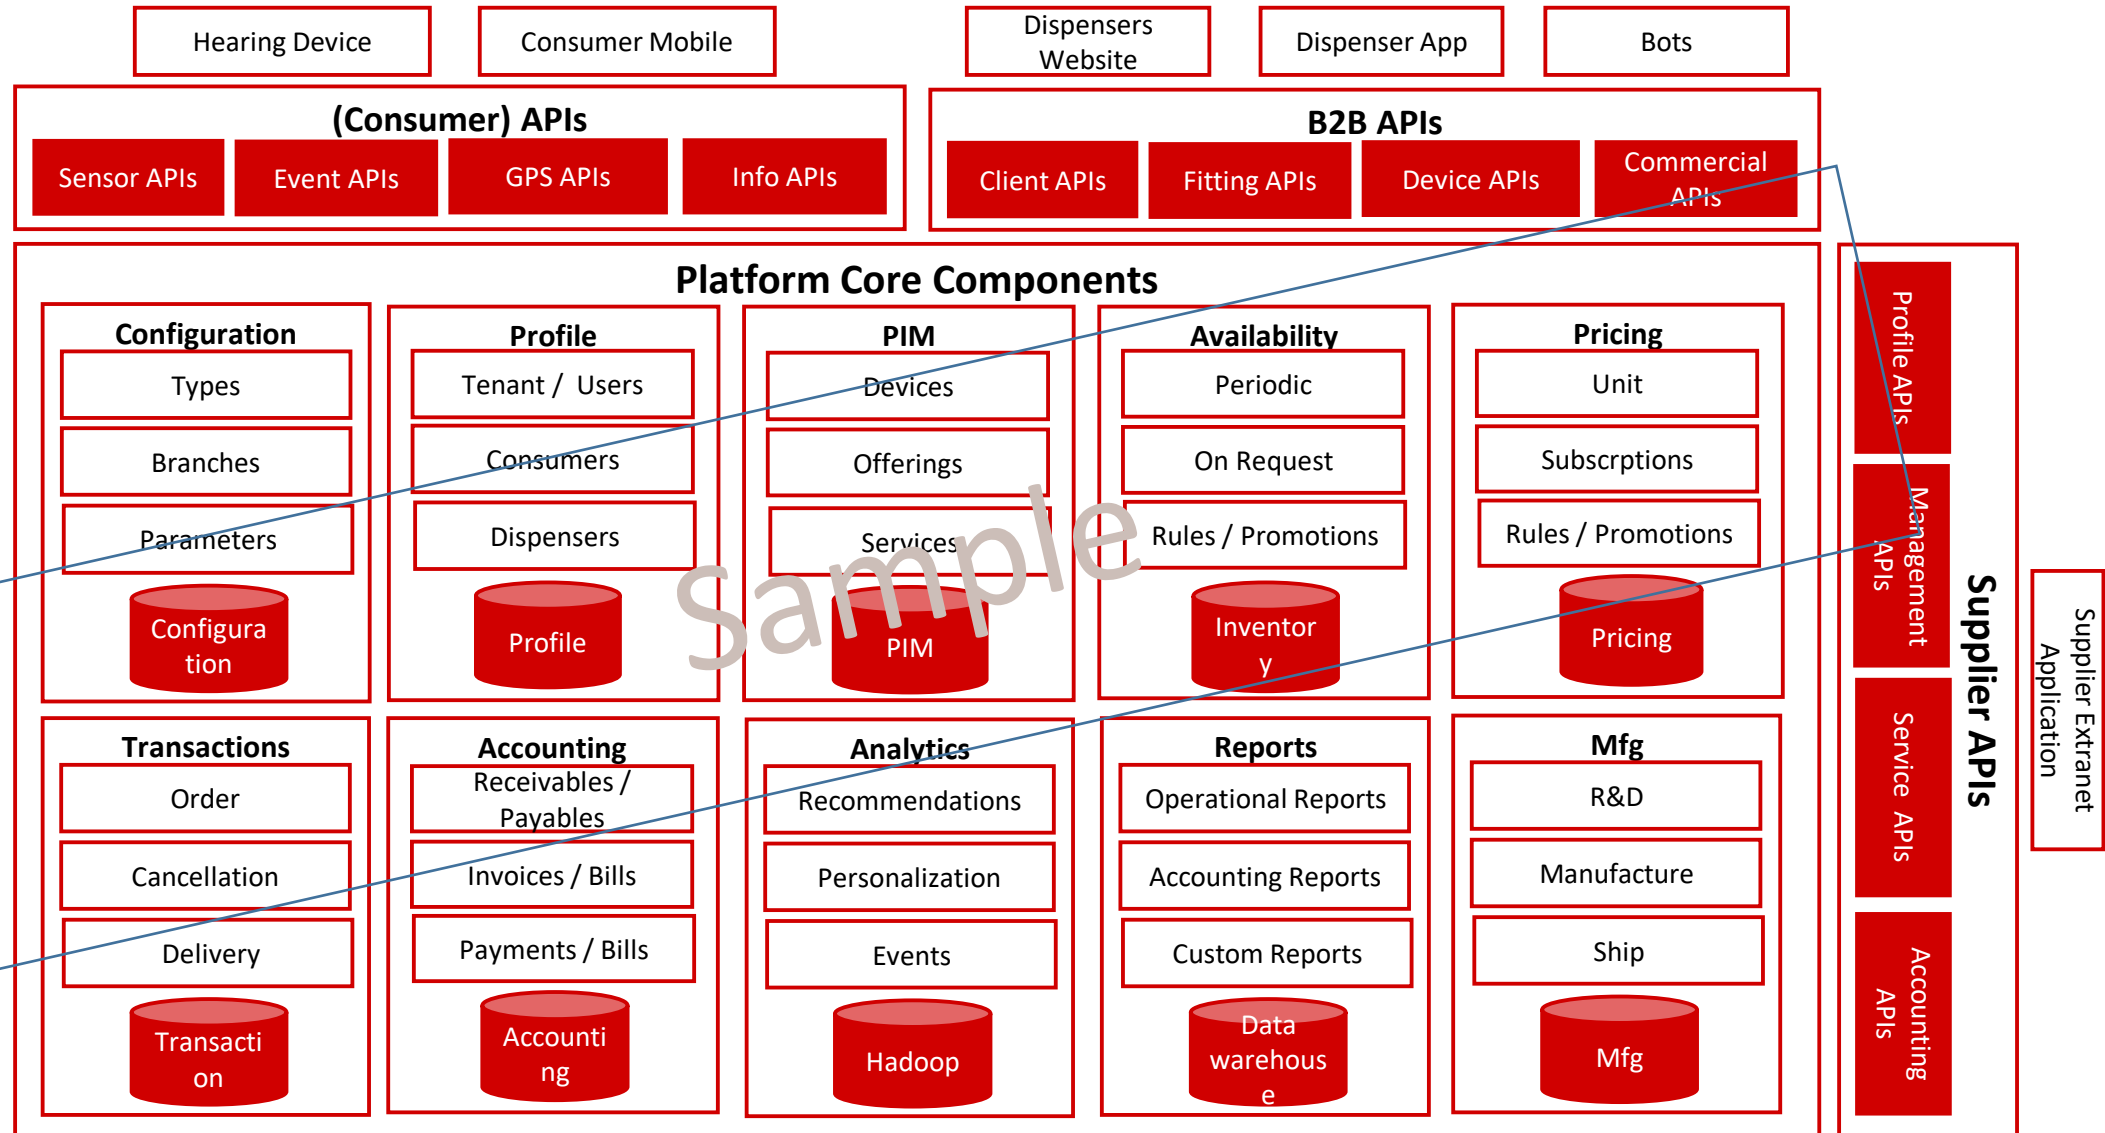 Hearing Device
Consumer Mobile
Dispensers
Website
Dispenser App
Bots
(Consumer) APIs
Sensor APIs
Event APIs
GPS APIs
Info APIs
B2B APIs
Client APIs
Fitting APIs
Device APIs
Commercial
APIs
Platform Core Components
Configuration
Types
Branches
Parameters
Configura
tion
Profile
Tenant / Users
Consumers
Dispensers
Profile
PIM
Devices
Offerings
Services
PIM
Availability
Periodic
On Request
Rules / Promotions
Inventor
y
Pricing
Unit
Subscrptions
Rules / Promotions
Pricing
Sample
Transactions
Order
Cancellation
Delivery
Transacti
on
Accounting
Receivables /
Payables
Invoices / Bills
Payments / Bills
Accounti
ng
Analytics
Recommendations
Personalization
Events
Hadoop
Reports
Operational Reports
Accounting Reports
Custom Reports
Data
warehous
e
Mfg
R&D
Manufacture
Ship
Mfg
Supplier APIs
Profile APIs
Management
APIs
Service APIs
Accounting
APIs
Supplier Extranet
Application